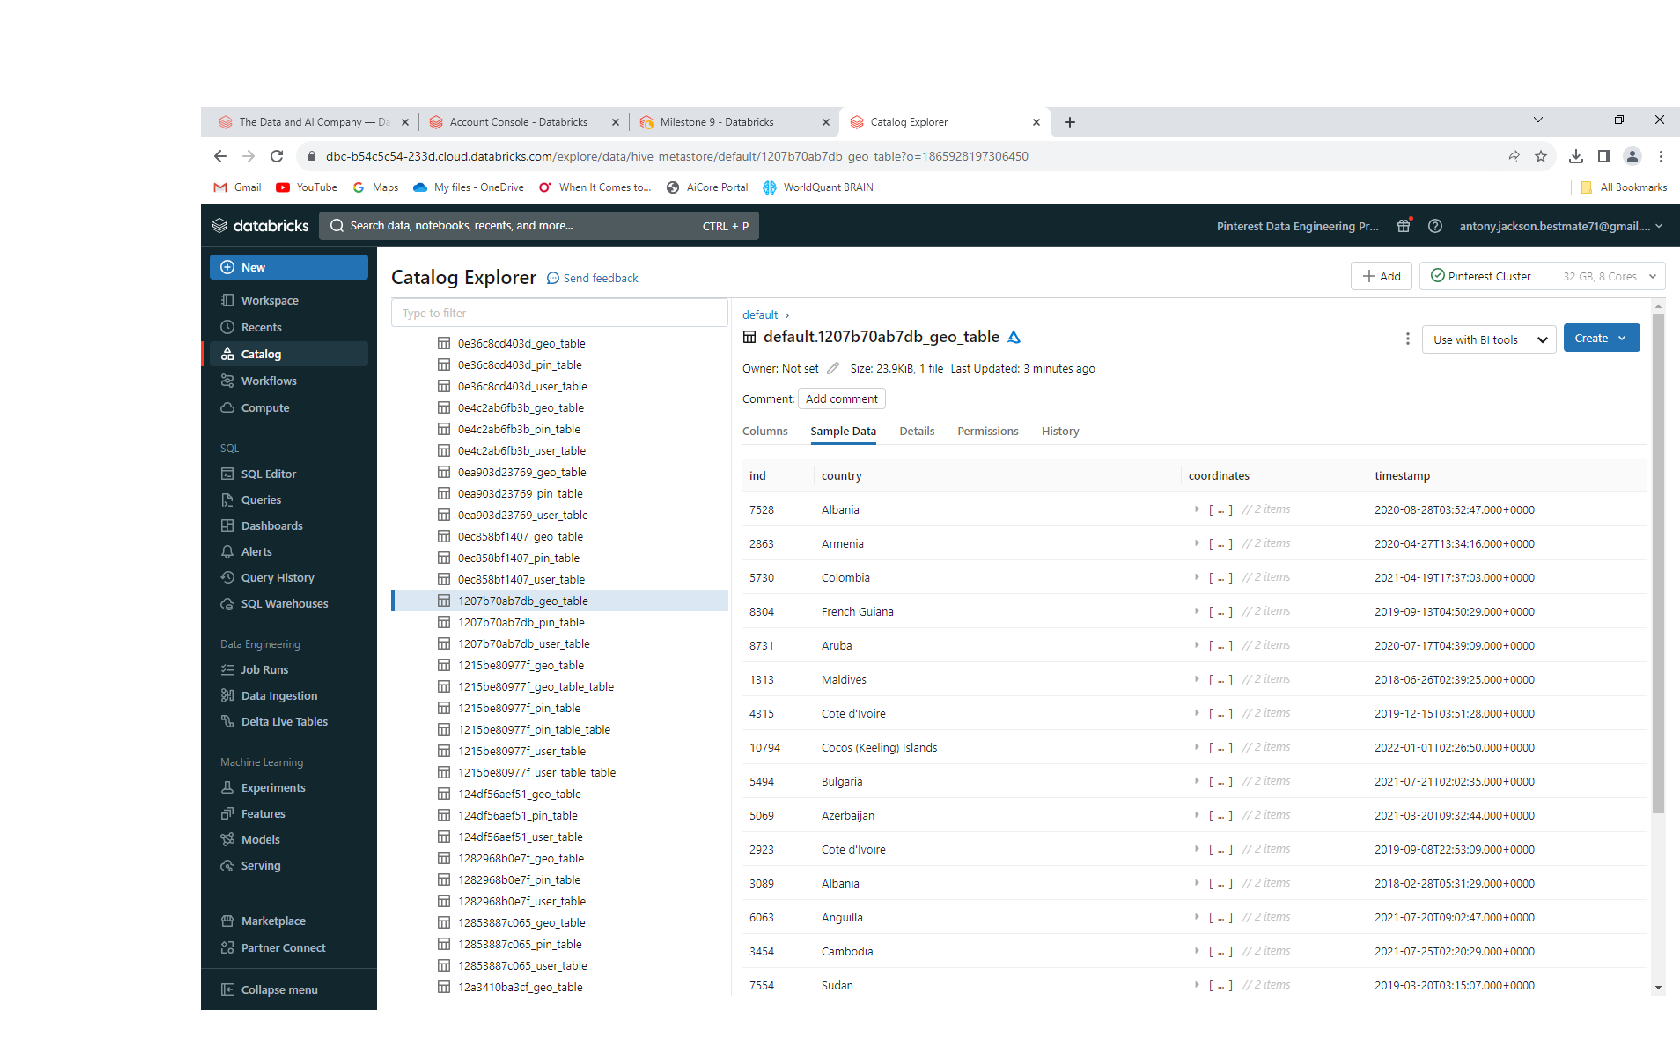 The Data and AI Company — Da
Account Console - Databricks
Milestone 9 - Databricks
Catalog Explorer
dbc-b54c5c54-233d.cloud.databricks.com/explore/data/hive_metastore/default/1207b70ab7db_geo_table?o=1865928197306450
Gmail YouTube Maps My files - OneDrive When It Comes to... AiCore Portal WorldQuant BRAIN All Bookmarks
databricks
Search data, notebooks, recents, and more... CTRL + P
Pinterest Data Engineering Pr... antony.jackson.bestmate71@gmail....
New
Workspace
Recents
Catalog
Workflows
Compute
SQL
SQL Editor
Queries
Dashboards
Alerts
Query History
SQL Warehouses
Data Engineering
Job Runs
Data Ingestion
Delta Live Tables
Machine Learning
Experiments
Features
Models
Serving
Marketplace
Partner Connect
Collapse menu
Catalog Explorer Send feedback
Add
Pinterest Cluster 32 GB, 8 Cores
Type to filter
0e36c8cd403d_geo_table
0e36c8cd403d_pin_table
0e36c8cd403d_user_table
0e4c2ab6fb3b_geo_table
0e4c2ab6fb3b_pin_table
0e4c2ab6fb3b_user_table
0ea903d23769_geo_table
0ea903d23769_pin_table
0ea903d23769_user_table
0ec858bf1407_geo_table
0ec858bf1407_pin_table
0ec858bf1407_user_table
1207b70ab7db_geo_table
1207b70ab7db_pin_table
1207b70ab7db_user_table
1215be80977f_geo_table
1215be80977f_geo_table_table
1215be80977f_pin_table
1215be80977f_pin_table_table
1215be80977f_user_table
1215be80977f_user_table_table
124df56aef51_geo_table
124df56aef51_pin_table
124df56aef51_user_table
1282968b0e7f_geo_table
1282968b0e7f_pin_table
1282968b0e7f_user_table
12853887c065_geo_table
12853887c065_pin_table
12853887c065_user_table
12a3410ba3cf_geo_table
default ›
default.1207b70ab7db_geo_table
Use with BI tools
Create
Owner: Not set Size: 23.9KiB, 1 file Last Updated: 3 minutes ago
Comment: Add comment
Columns Sample Data Details Permissions History
ind country coordinates timestamp
7528 Albania [ ... ] // 2 items 2020-08-28T03:52:47.000+0000
2863 Armenia [ ... ] // 2 items 2020-04-27T13:34:16.000+0000
5730 Colombia [ ... ] // 2 items 2021-04-19T17:37:03.000+0000
8304 French Guiana [ ... ] // 2 items 2019-09-13T04:50:29.000+0000
8731 Aruba [ ... ] // 2 items 2020-07-17T04:39:09.000+0000
1313 Maldives [ ... ] // 2 items 2018-06-26T02:39:25.000+0000
4315 Cote d'Ivoire [ ... ] // 2 items 2019-12-15T03:51:28.000+0000
10794 Cocos (Keeling) Islands [ ... ] // 2 items 2022-01-01T02:26:50.000+0000
5494 Bulgaria [ ... ] // 2 items 2021-07-21T02:02:35.000+0000
5069 Azerbaijan [ ... ] // 2 items 2021-03-20T09:32:44.000+0000
2923 Cote d'Ivoire [ ... ] // 2 items 2019-09-08T22:53:09.000+0000
3089 Albania [ ... ] // 2 items 2018-02-28T05:31:29.000+0000
6063 Anguilla [ ... ] // 2 items 2021-07-20T09:02:47.000+0000
3454 Cambodia [ ... ] // 2 items 2021-07-25T02:20:29.000+0000
7554 Sudan [ ... ] // 2 items 2019-03-20T03:15:07.000+0000